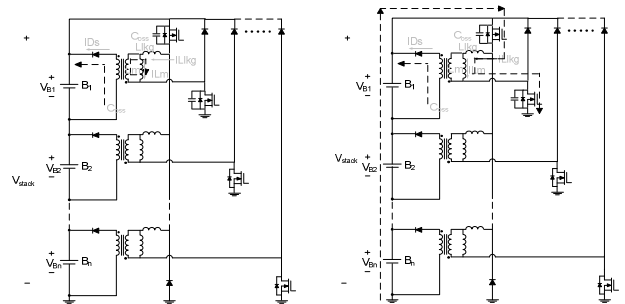 +
IDs
Coss
Llkg
ILlkg
ILm
+
VB1
−
B1
Coss
+
VB2
−
B2
Vstack
+
VBn
−
Bn
−
+
IDs
Coss
Llkg
ILlkg
ILm
+
VB1
−
B1
Coss
+
VB2
−
B2
Vstack
+
VBn
−
Bn
−